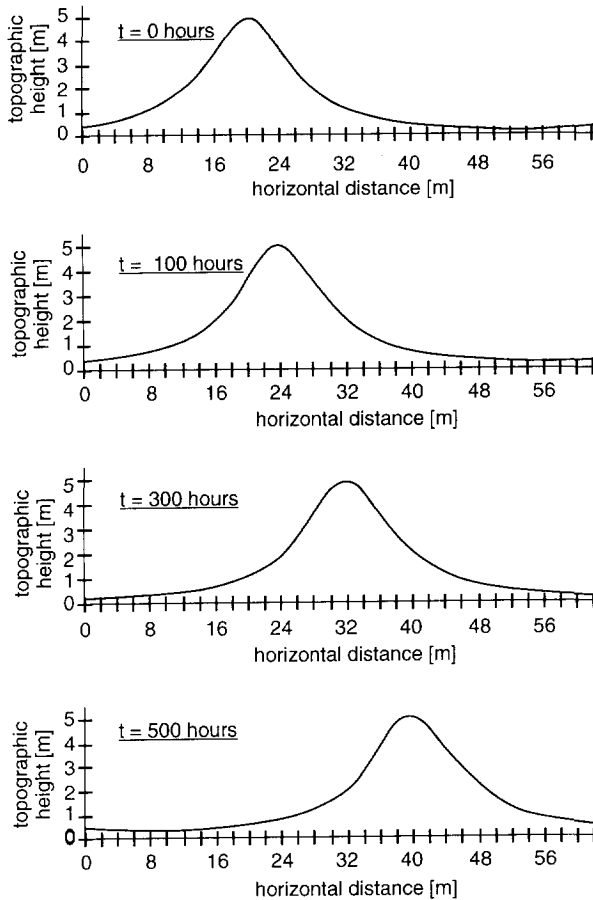 topographic
height [m]
5
4
3
2
1
0
t = 0 hours
0 8 16 24 32 40 48 56
horizontal distance [m]
topographic
height [m]
5
4
3
2
1
0
t = 100 hours
0 8 16 24 32 40 48 56
horizontal distance [m]
topographic
height [m]
5
4
3
2
1
0
t = 300 hours
0 8 16 24 32 40 48 56
horizontal distance [m]
topographic
height [m]
5
4
3
2
1
0
t = 500 hours
0 8 16 24 32 40 48 56
horizontal distance [m]